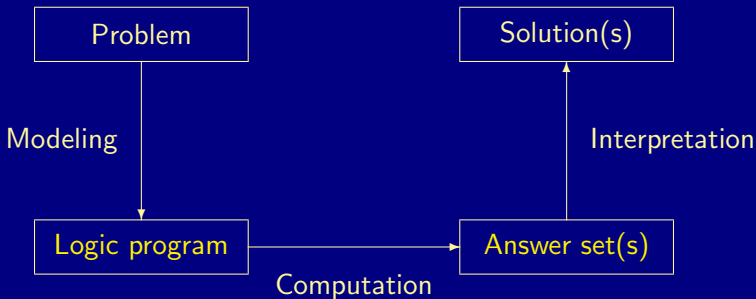 Problem
Solution(s)
Modeling
Interpretation
Logic program
Answer set(s)
Computation